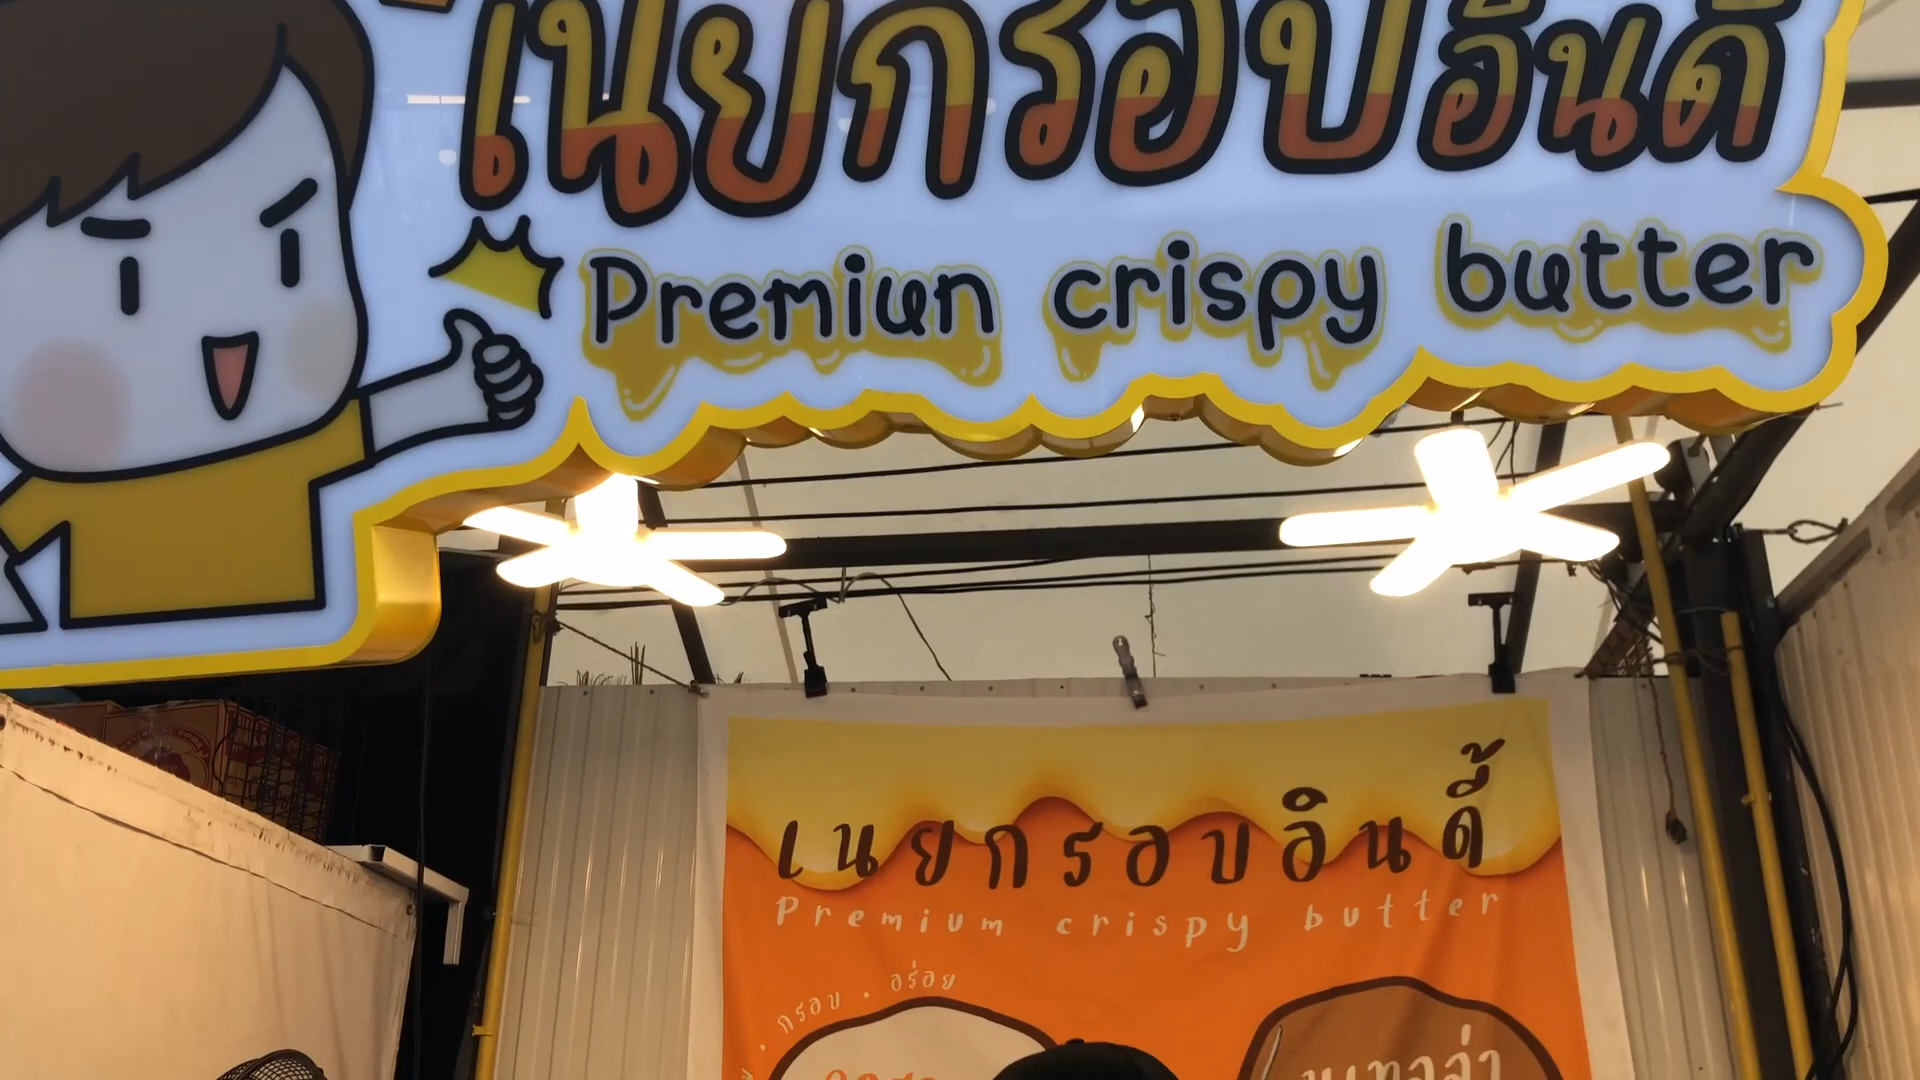 เนยกรอบอินดี้
Premiun crispy butter
เนยกรอบอินดี้
Premium crispy butter
กรอบ . อร่อย